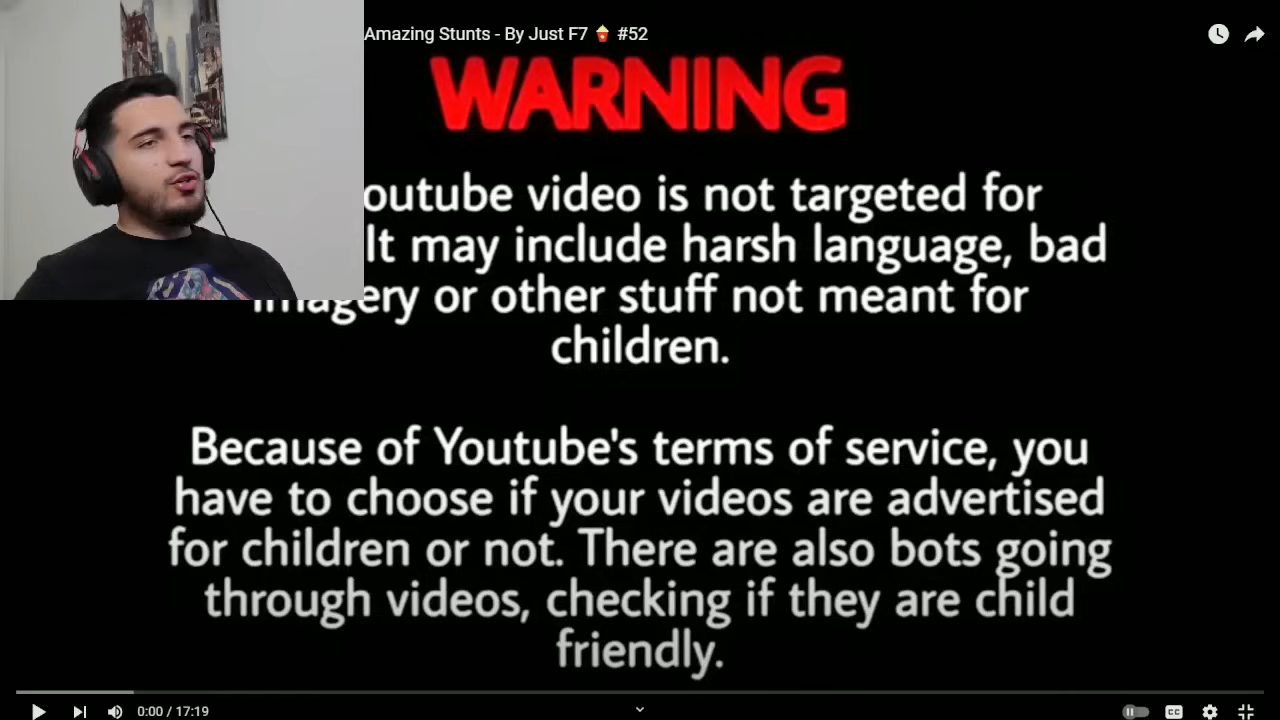 Amazing Stunts - By Just F7 🍿 #52
WARNING
outube video is not targeted for
It may include harsh language, bad
imagery or other stuff not meant for
children.
Because of Youtube's terms of service, you
have to choose if your videos are advertised
for children or not. There are also bots going
through videos, checking if they are child
friendly.
0:00 / 17:19
CC